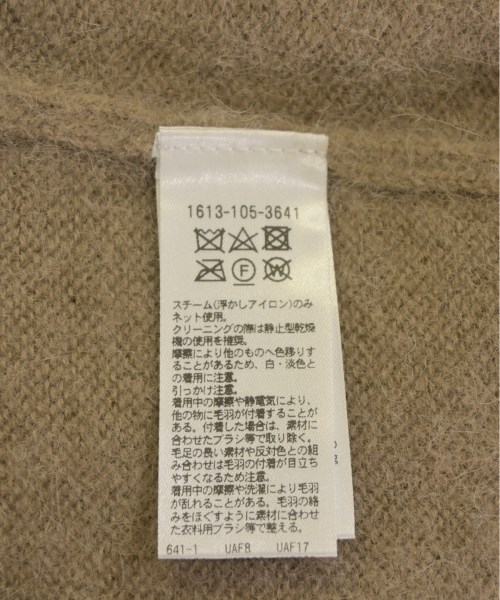 1613-105-3641
F W
スチーム(浮かしアイロン)のみ
ネット使用。
クリーニングの際は静止型乾燥
機の使用を推奨。
摩擦により他のものへ色移りす
ることがあるため、白・淡色と
の着用に注意。
引っかけ注意。
着用中の摩擦や静電気により、
他の物に毛羽が付着することが
ある。付着した場合は、素材に
合わせたブラシ等で取り除く。
毛足の長い素材や反対色との組
み合わせは毛羽の付着が目立ち
やすくなるため注意。
着用中の摩擦や洗濯により毛羽
が乱れることがある。毛羽の絡
みをほぐすように素材に合わせ
た衣料用ブラシ等で整える。
641-1 UAF8 UAF17